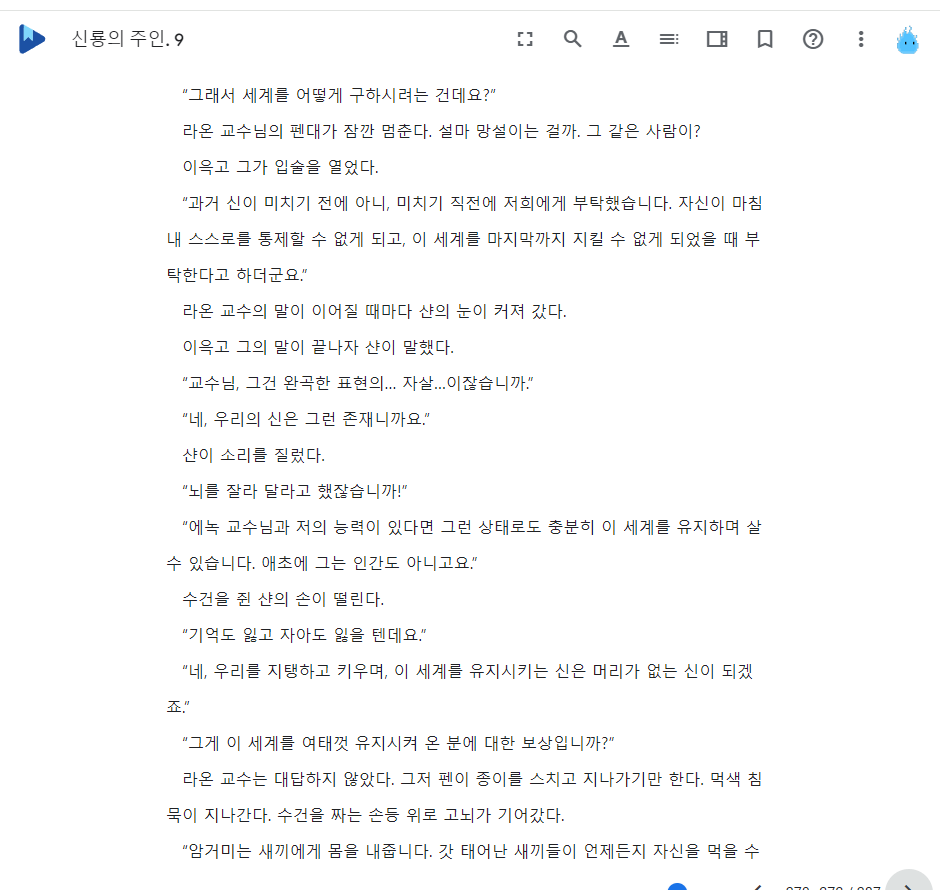 신룡의 주인. 9
“그래서 세계를 어떻게 구하시려는 건데요?”
라온 교수님의 펜대가 잠깐 멈춘다. 설마 망설이는 걸까. 그 같은 사람이?
이윽고 그가 입술을 열었다.
“과거 신이 미치기 전에 아니, 미치기 직전에 저희에게 부탁했습니다. 자신이 마침
내 스스로를 통제할 수 없게 되고, 이 세계를 마지막까지 지킬 수 없게 되었을 때 부
탁한다고 하더군요.”
라온 교수의 말이 이어질 때마다 샨의 눈이 커져 갔다.
이윽고 그의 말이 끝나자 샨이 말했다.
“교수님, 그건 완곡한 표현의... 자살...이잖습니까.”
“네, 우리의 신은 그런 존재니까요.”
샨이 소리를 질렀다.
“뇌를 잘라 달라고 했잖습니까!”
“에녹 교수님과 저의 능력이 있다면 그런 상태로도 충분히 이 세계를 유지하며 살
수 있습니다. 애초에 그는 인간도 아니고요.”
수건을 쥔 샨의 손이 떨린다.
“기억도 잃고 자아도 잃을 텐데요.”
“네, 우리를 지탱하고 키우며, 이 세계를 유지시키는 신은 머리가 없는 신이 되겠
죠.”
“그게 이 세계를 여태껏 유지시켜 온 분에 대한 보상입니까?”
라온 교수는 대답하지 않았다. 그저 펜이 종이를 스치고 지나가기만 한다. 먹색 침
묵이 지나간다. 수건을 짜는 손등 위로 고뇌가 기어갔다.
“암거미는 새끼에게 몸을 내줍니다. 갓 태어난 새끼들이 언제든지 자신을 먹을 수